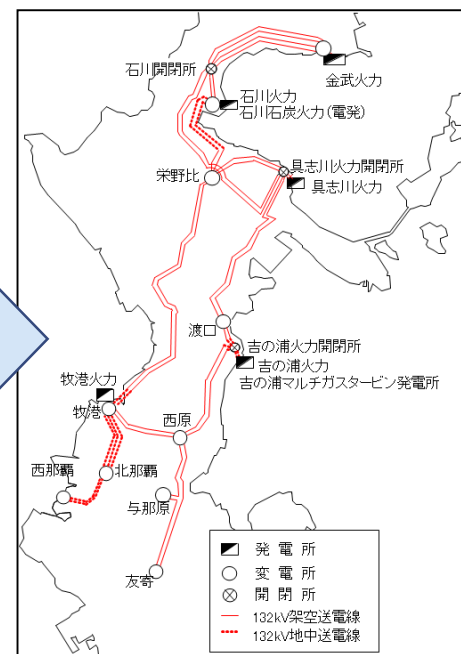 石川開閉所
金武火力
石川火力
石川石炭火力(電発)
栄野比
具志川火力開閉所
具志川火力
渡口
吉の浦火力開閉所
吉の浦火力
吉の浦マルチガスタービン発電所
牧港火力
牧港
西原
西那覇
北那覇
与那原
友寄
発電所
変電所
開閉所
132kV架空送電線
132kV地中送電線